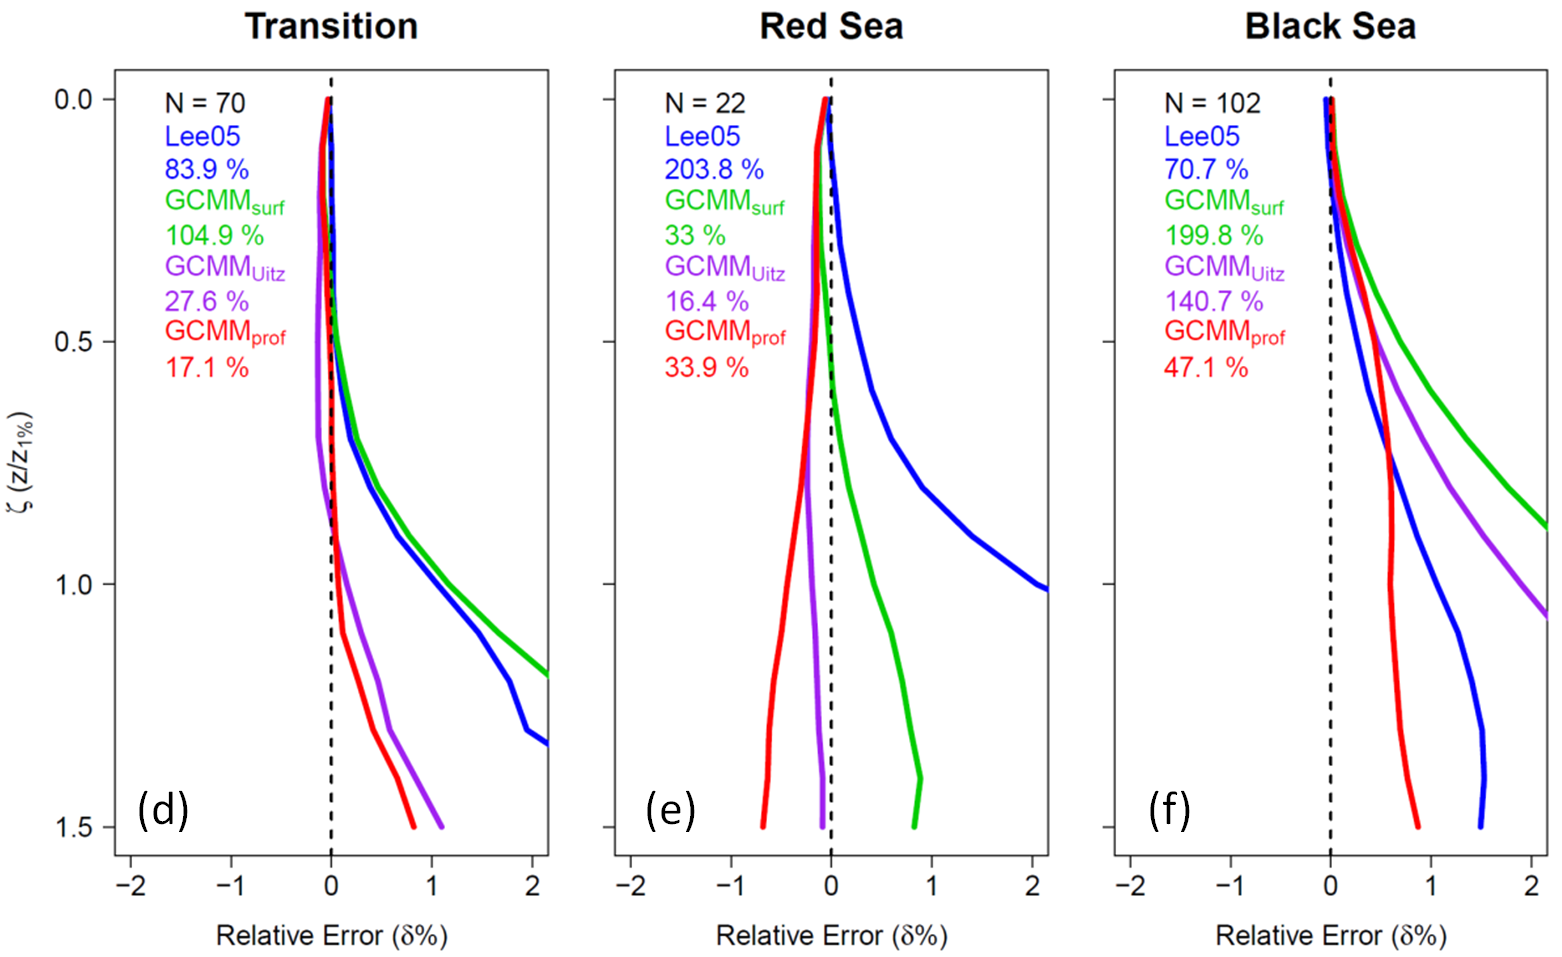 Transition
Red Sea
Black Sea
ζ (z/z1%)
0.0
0.5
1.0
1.5
N = 70
Lee05
83.9 %
GCMMsurf
104.9 %
GCMMUitz
27.6 %
GCMMprof
17.1 %
(d)
−2 −1 0 1 2
Relative Error (δ%)
N = 22
Lee05
203.8 %
GCMMsurf
33 %
GCMMUitz
16.4 %
GCMMprof
33.9 %
(e)
−2 −1 0 1 2
Relative Error (δ%)
N = 102
Lee05
70.7 %
GCMMsurf
199.8 %
GCMMUitz
140.7 %
GCMMprof
47.1 %
(f)
−2 −1 0 1 2
Relative Error (δ%)